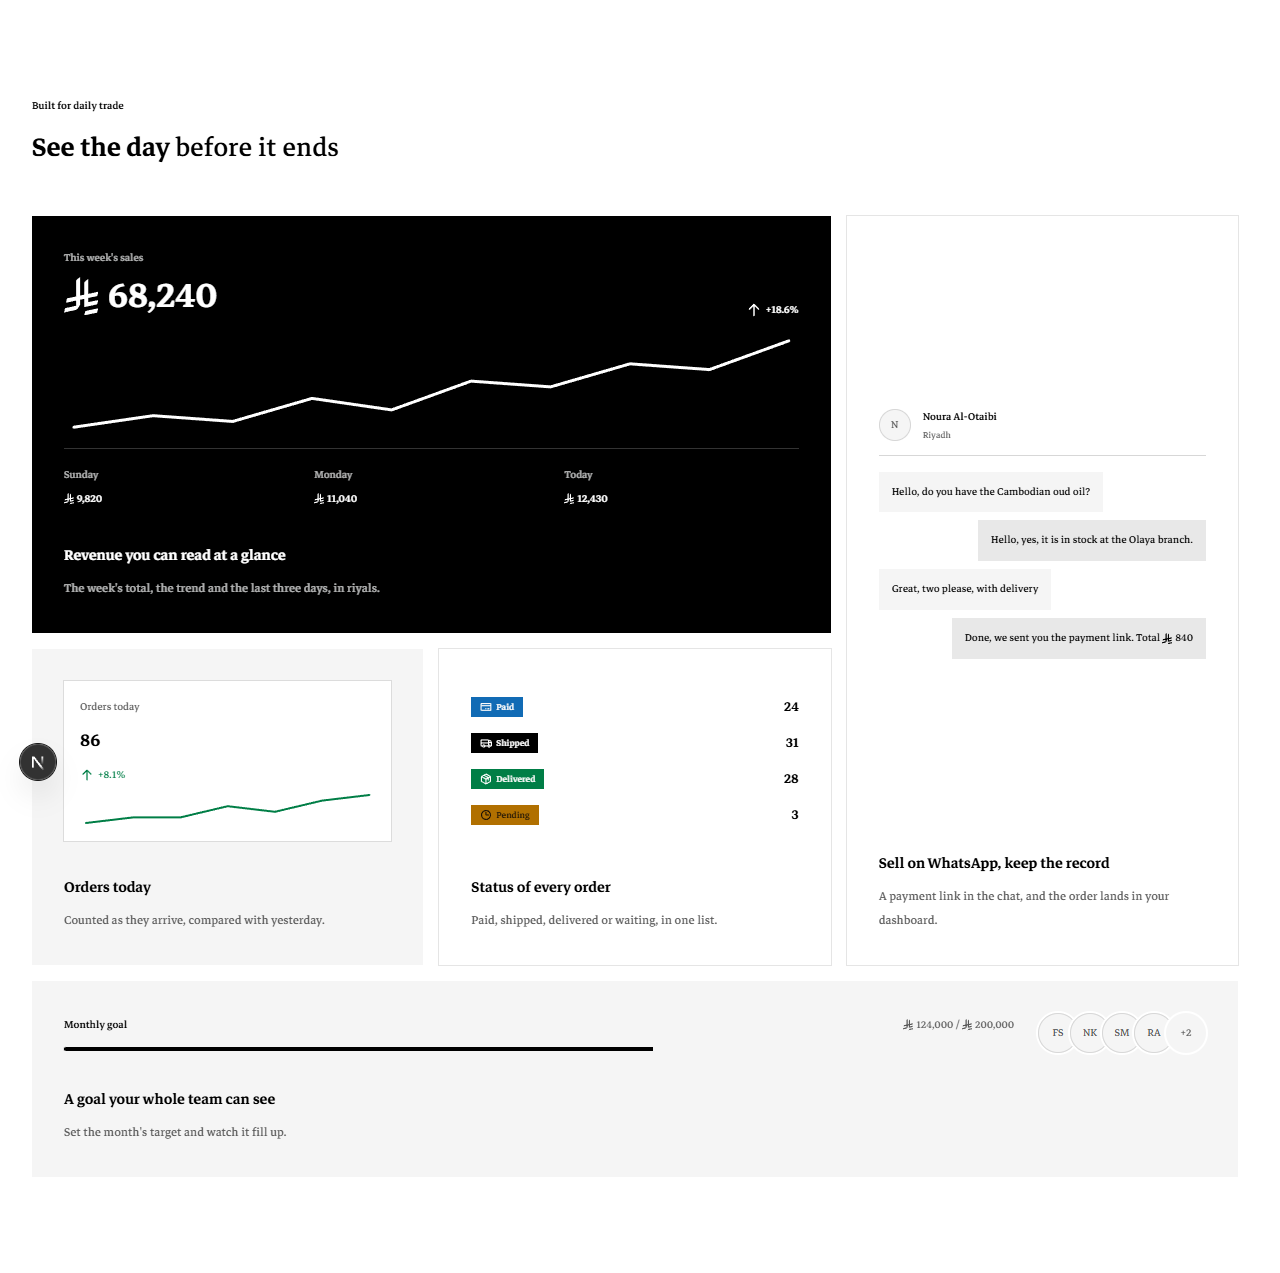 Built for daily trade
See the day before it ends
This week's sales
⃁ 68,240
+18.6%
Sunday
Monday
Today
⃁ 9,820
⃁ 11,040
⃁ 12,430
Revenue you can read at a glance
The week's total, the trend and the last three days, in riyals.
N
Noura Al-Otaibi
Riyadh
Hello, do you have the Cambodian oud oil?
Hello, yes, it is in stock at the Olaya branch.
Great, two please, with delivery
Done, we sent you the payment link. Total ⃁ 840
Sell on WhatsApp, keep the record
A payment link in the chat, and the order lands in your
dashboard.
Orders today
86
+8.1%
Orders today
Counted as they arrive, compared with yesterday.
Paid 24
Shipped 31
Delivered 28
Pending 3
Status of every order
Paid, shipped, delivered or waiting, in one list.
N
Monthly goal
⃁ 124,000 / ⃁ 200,000
FS NK SM RA +2
A goal your whole team can see
Set the month's target and watch it fill up.